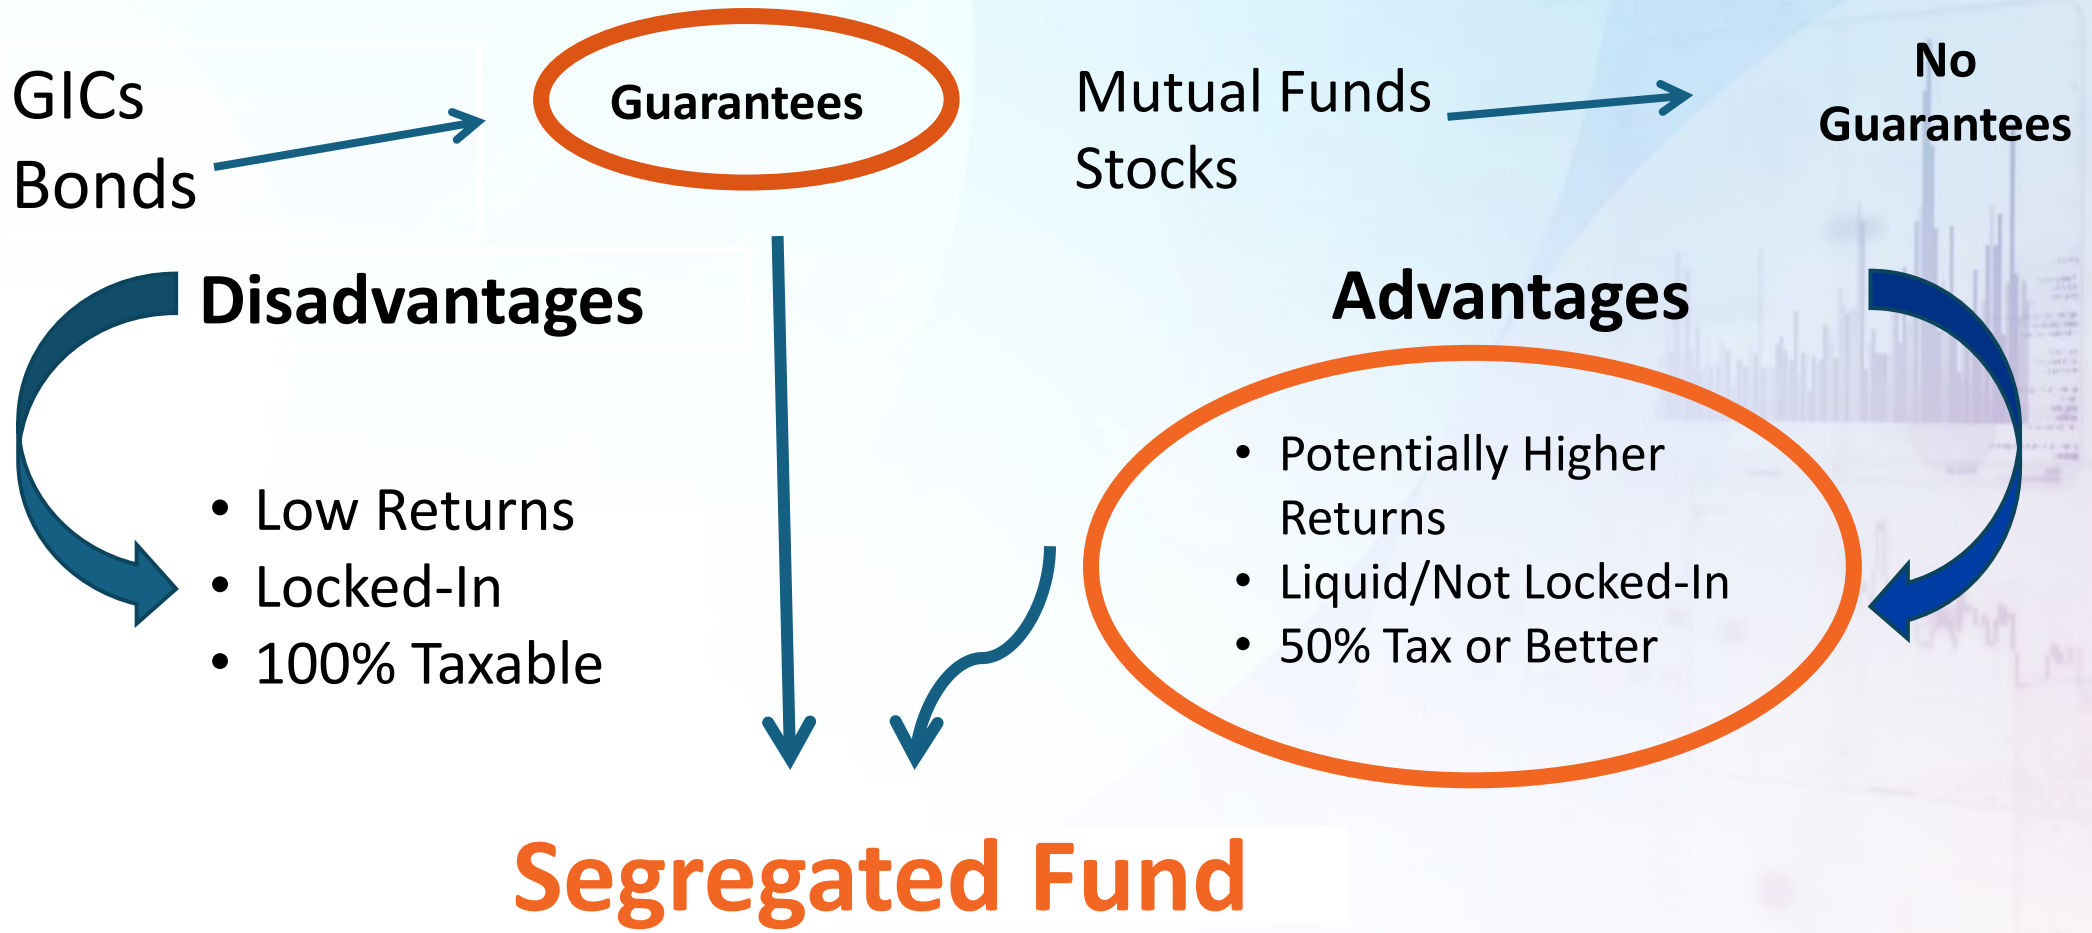 GICs
Bonds
Guarantees
Mutual Funds
Stocks
No
Guarantees
Disadvantages
• Low Returns
• Locked-In
• 100% Taxable
Advantages
• Potentially Higher
Returns
• Liquid/Not Locked-In
• 50% Tax or Better
Segregated Fund